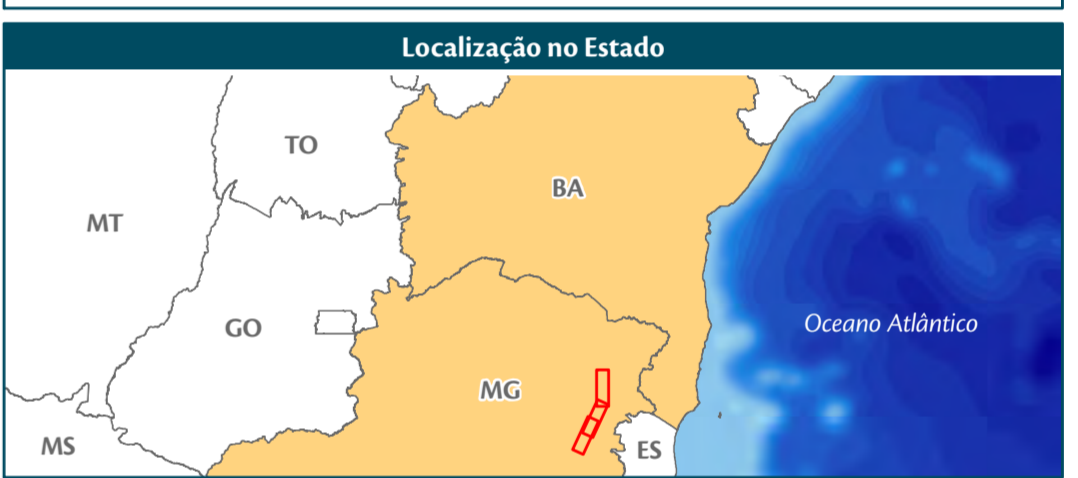 Localização no Estado
TO
BA
MT
GO
Oceano Atlântico
MG
MS
ES